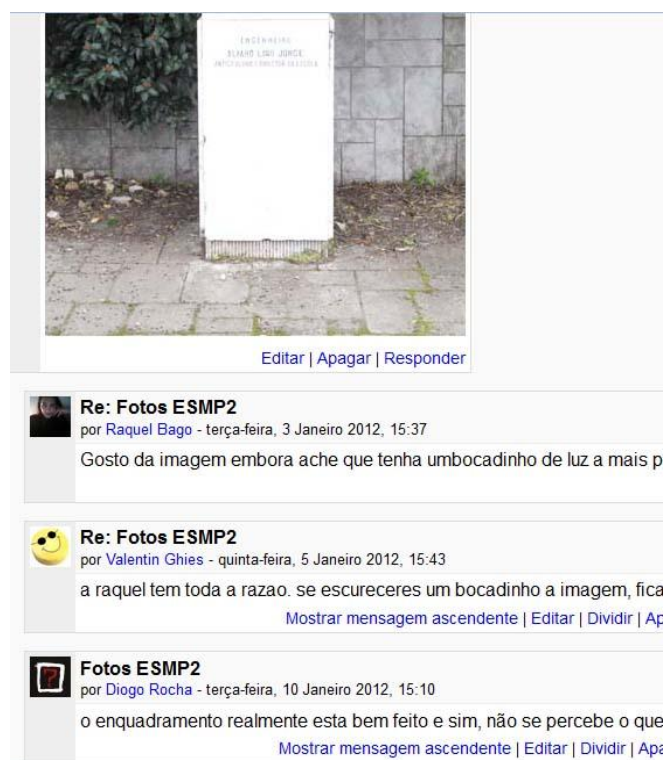 ENGENHEIRO
Editar | Apagar | Responder
Re: Fotos ESMP2
por Raquel Bago - terça-feira, 3 Janeiro 2012, 15:37
Gosto da imagem embora ache que tenha umbocadinho de luz a mais p
Re: Fotos ESMP2
por Valentin Ghies - quinta-feira, 5 Janeiro 2012, 15:43
a raquel tem toda a razao. se escureceres um bocadinho a imagem, fica
Mostrar mensagem ascendente | Editar | Dividir | Ap
Fotos ESMP2
por Diogo Rocha - terça-feira, 10 Janeiro 2012, 15:10
o enquadramento realmente esta bem feito e sim, não se percebe o que
Mostrar mensagem ascendente | Editar | Dividir | Apa